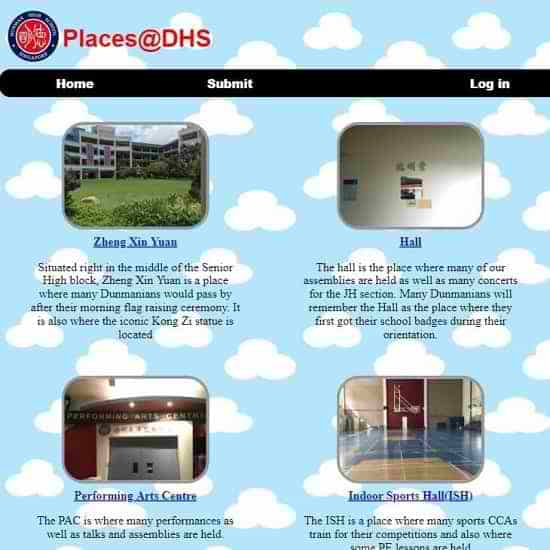 Places@DHS
Home Submit Log in
Zheng Xin Yuan
Situated right in the middle of the Senior
High block, Zheng Xin Yuan is a place
where many Dunmanians would pass by
after their morning flag raising ceremony. It
is also where the iconic Kong Zi statue is
located
Hall
The hall is the place where many of our
assemblies are held as well as many concerts
for the JH section. Many Dunmanians will
remember the Hall as the place where they
first got their school badges during their
orientation.
PERFORMING ARTS CENTRE
Performing Arts Centre
The PAC is where many performances as
well as talks and assemblies are held.
Indoor Sports Hall(ISH)
The ISH is a place where many sports CCAs
train for their competitions and also where
some PE lessons are held